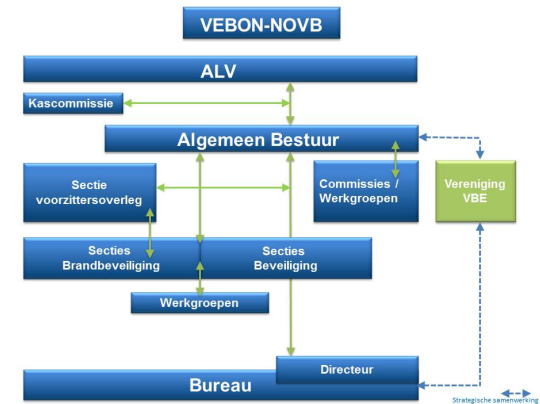 VEBON-NOVB
ALV
Kascommissie
Algemeen Bestuur
Sectie
voorzittersoverleg
Commissies /
Werkgroepen
Vereniging
VBE
Secties
Brandbeveiliging
Secties
Beveiliging
Werkgroepen
Directeur
Bureau
Strategische samenwerking